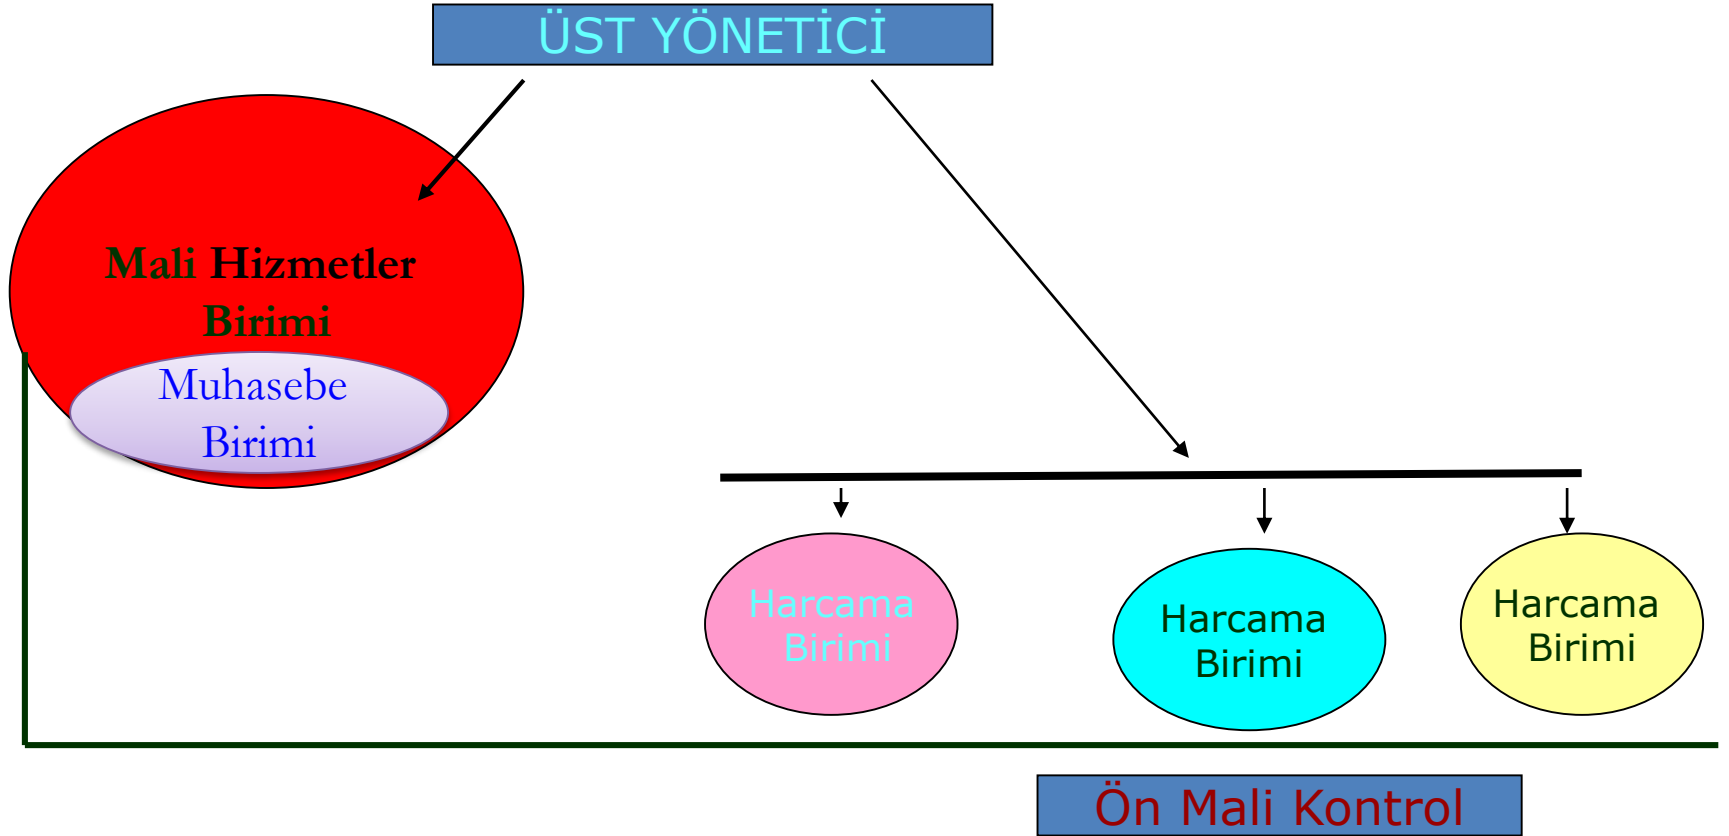 ÜST YÖNETİCİ
Mali Hizmetler
Birimi
Muhasebe
Birimi
Harcama
Birimi
Harcama
Birimi
Harcama
Birimi
Ön Mali Kontrol